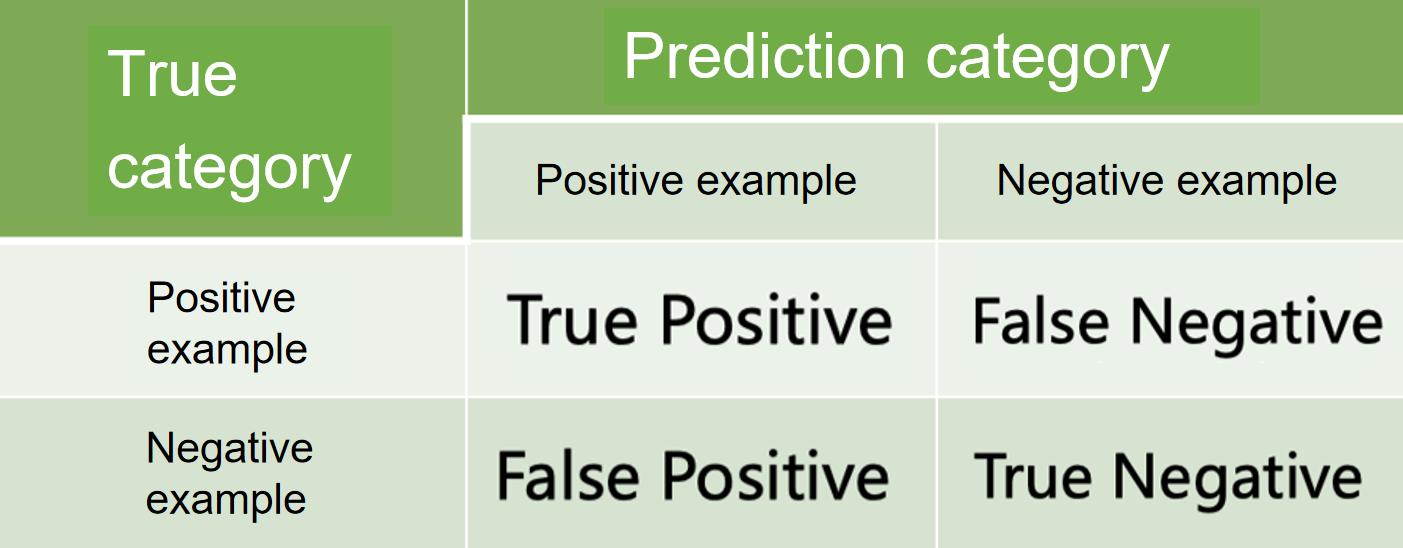 True
category
Prediction category
Positive example
Negative example
Positive
example
True Positive
False Negative
Negative
example
False Positive
True Negative